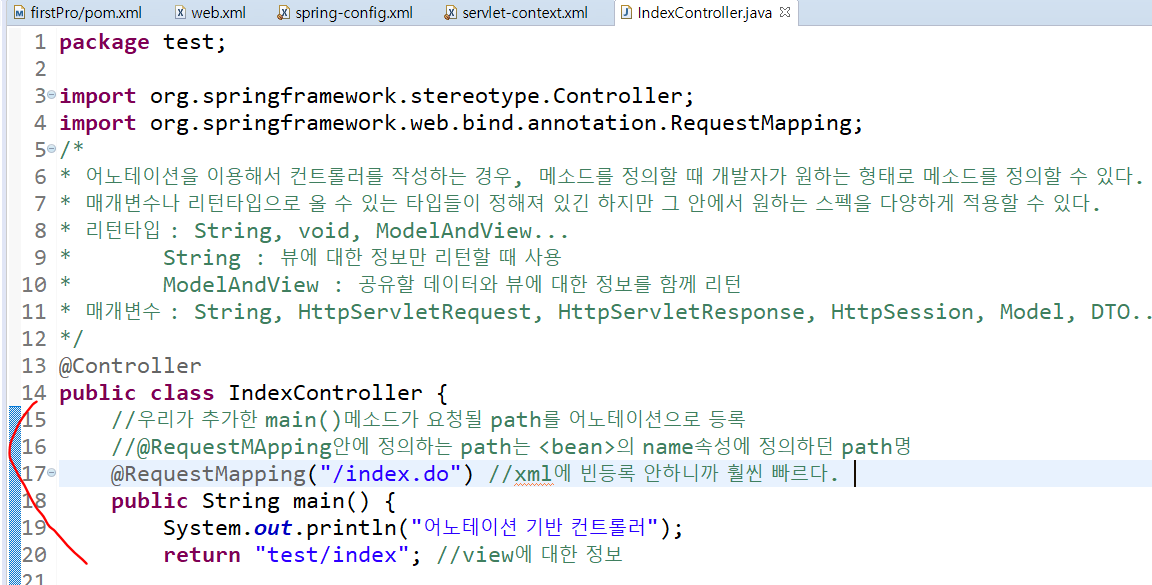 firstPro/pom.xml web.xml spring-config.xml servlet-context.xml IndexController.java
1 package test;
2
3 import org.springframework.stereotype.Controller;
4 import org.springframework.web.bind.annotation.RequestMapping;
5 /*
6 * 어노테이션을 이용해서 컨트롤러를 작성하는 경우, 메소드를 정의할 때 개발자가 원하는 형태로 메소드를 정의할 수 있다.
7 * 매개변수나 리턴타입으로 올 수 있는 타입들이 정해져 있긴 하지만 그 안에서 원하는 스펙을 다양하게 적용할 수 있다.
8 * 리턴타입 : String, void, ModelAndView...
9 * String : 뷰에 대한 정보만 리턴할 때 사용
10 * ModelAndView : 공유할 데이터와 뷰에 대한 정보를 함께 리턴
11 * 매개변수 : String, HttpServletRequest, HttpServletResponse, HttpSession, Model, DTO..
12 */
13 @Controller
14 public class IndexController {
15 //우리가 추가한 main()메소드가 요청될 path를 어노테이션으로 등록
16 //@RequestMApping안에 정의하는 path는 <bean>의 name속성에 정의하던 path명
17 @RequestMapping("/index.do") //xml에 빈등록 안하니까 훨씬 빠르다.
18 public String main() {
19 System.out.println("어노테이션 기반 컨트롤러");
20 return "test/index"; //view에 대한 정보
21